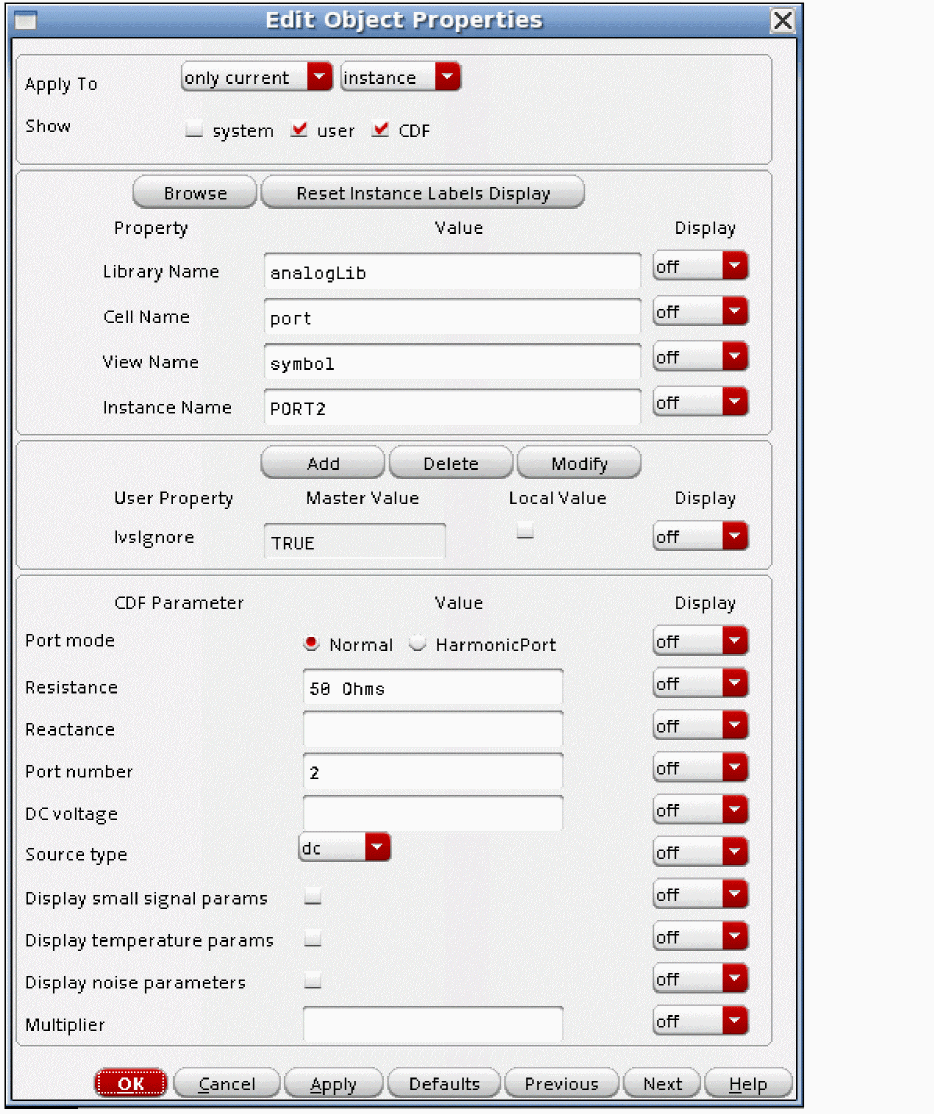 Edit Object Properties
Apply To only current instance
Show system user CDF
Browse Reset Instance Labels Display
Property Value Display
Library Name analogLib off
Cell Name port off
View Name symbol off
Instance Name PORT2 off
Add Delete Modify
User Property Master Value Local Value Display
lvsIgnore TRUE off
CDF Parameter Value Display
Port mode Normal HarmonicPort off
Resistance 50 Ohms off
Reactance off
Port number 2 off
DC voltage off
Source type dc off
Display small signal params off
Display temperature params off
Display noise parameters off
Multiplier off
OK Cancel Apply Defaults Previous Next Help